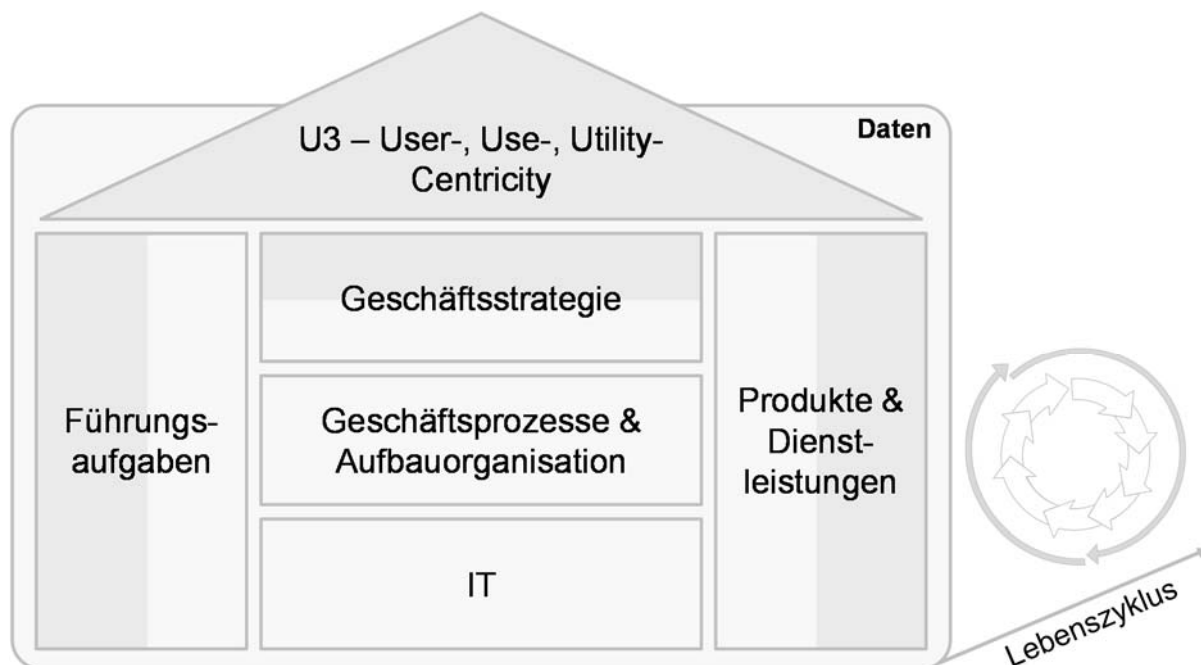 Daten
U3 – User-, Use-, Utility-
Centricity
Führungs-
aufgaben
Geschäftsstrategie
Geschäftsprozesse &
Aufbauorganisation
IT
Produkte &
Dienst-
leistungen
Lebenszyklus